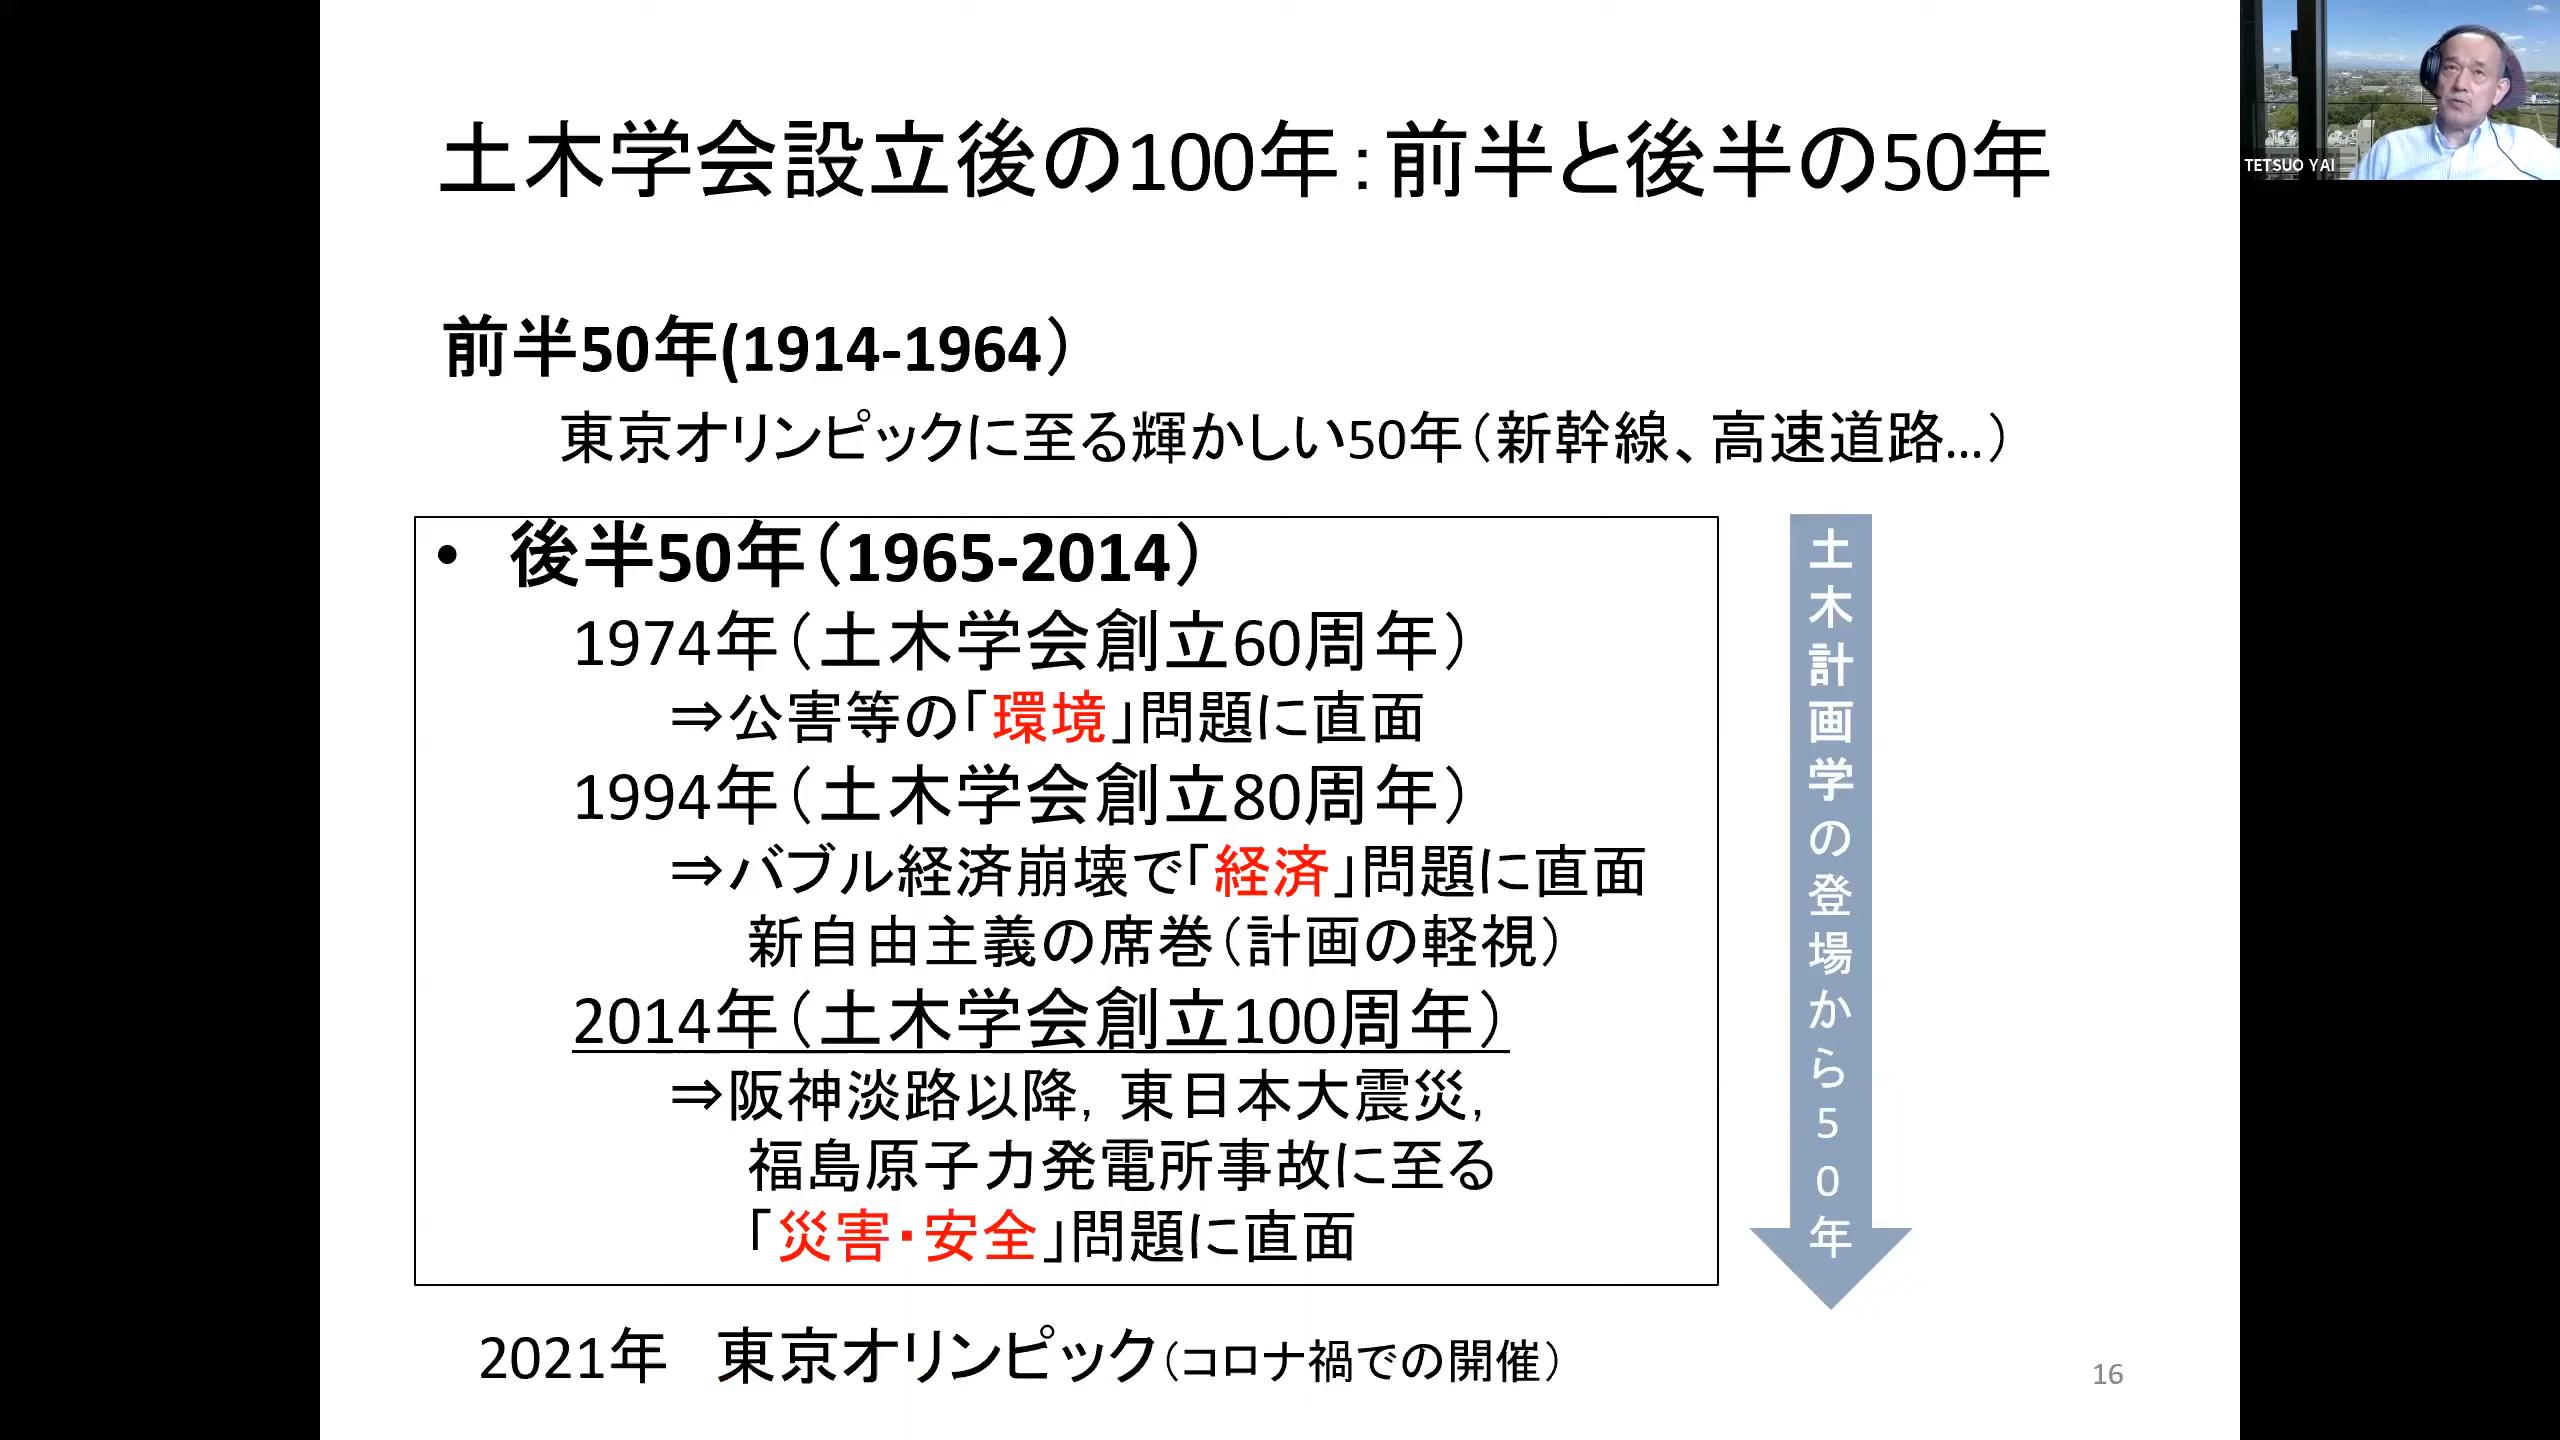 土木学会設立後の100年：前半と後半の50年
TETSUO YAI
前半50年(1914-1964）
東京オリンピックに至る輝かしい50年（新幹線、高速道路…）
• 後半50年（1965-2014）
1974年（土木学会創立60周年）
⇒公害等の「環境」問題に直面
1994年（土木学会創立80周年）
⇒バブル経済崩壊で「経済」問題に直面
新自由主義の席巻（計画の軽視）
2014年（土木学会創立100周年）
⇒阪神淡路以降，東日本大震災，
福島原子力発電所事故に至る
「災害・安全」問題に直面
土木計画学の登場から50年
2021年　東京オリンピック（コロナ禍での開催）
16